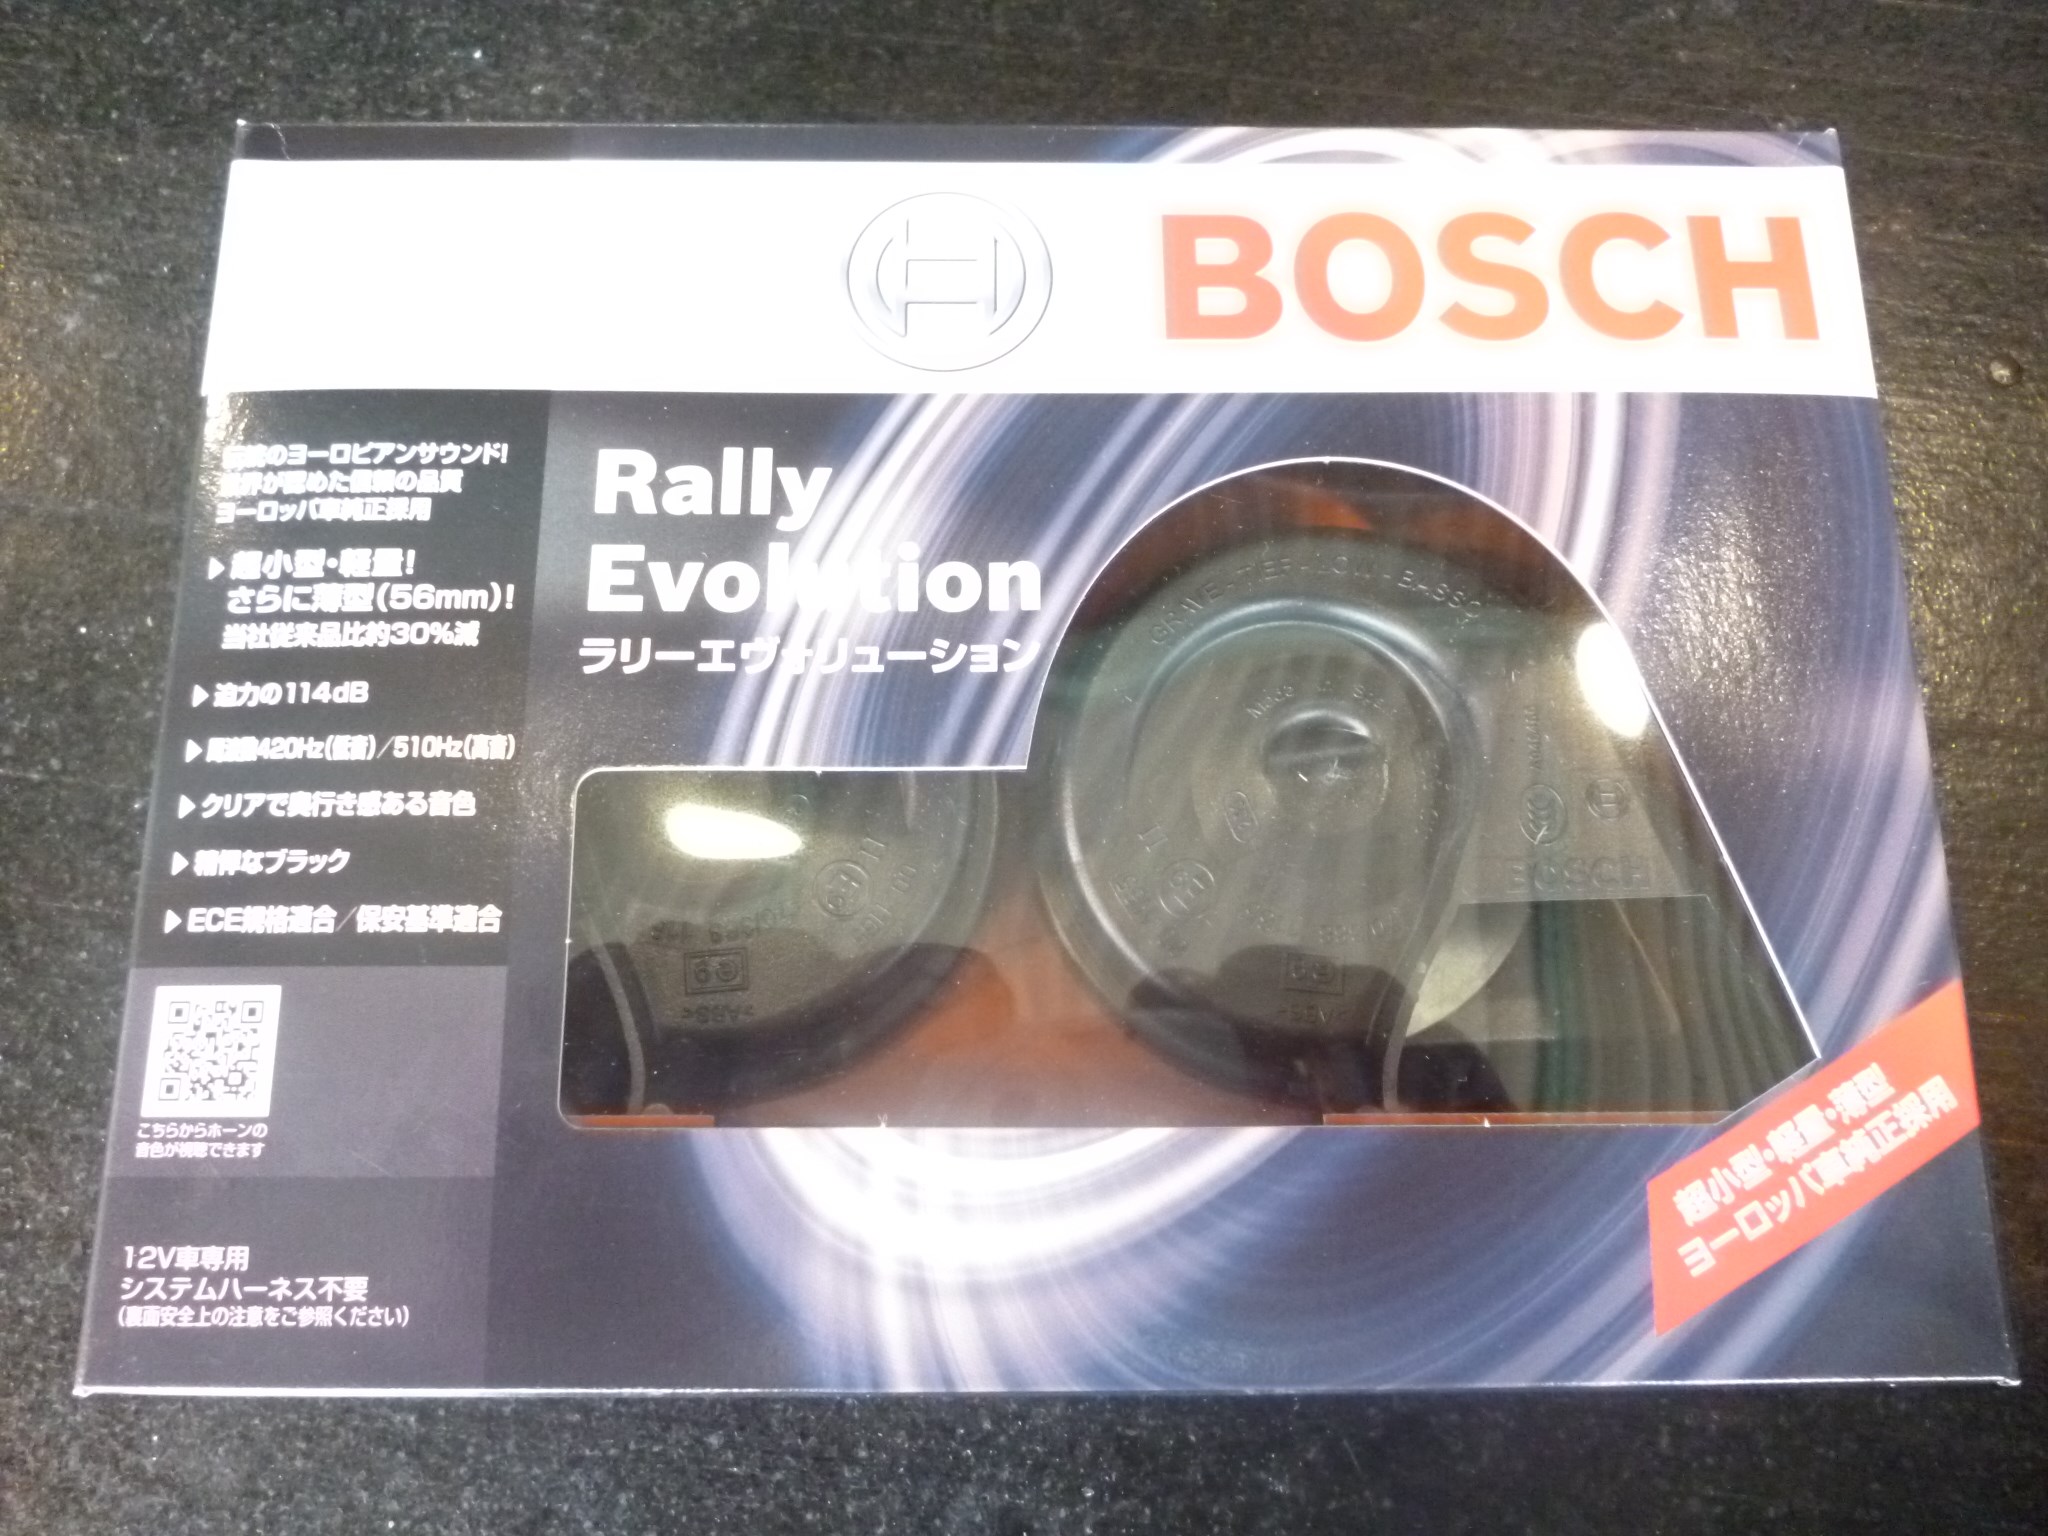 BOSCH
Rally
Evolution
ラリーエヴォリューション
伝統のヨーロピアンサウンド!
世界が認めた信頼の品質
ヨーロッパ車純正採用
超小型・軽量!
さらに薄型(56mm)!
当社従来品比約30%減
迫力の114dB
周波数420Hz(低音)/510Hz(高音)
クリアで奥行き感ある音色
精悍なブラック
ECE規格適合/保安基準適合
こちらからホーンの
音色が視聴できます
12V車専用
システムハーネス不要
(裏面安全上の注意をご参照ください)
超小型・軽量・薄型
ヨーロッパ車純正採用
BOSCH
>ABS<